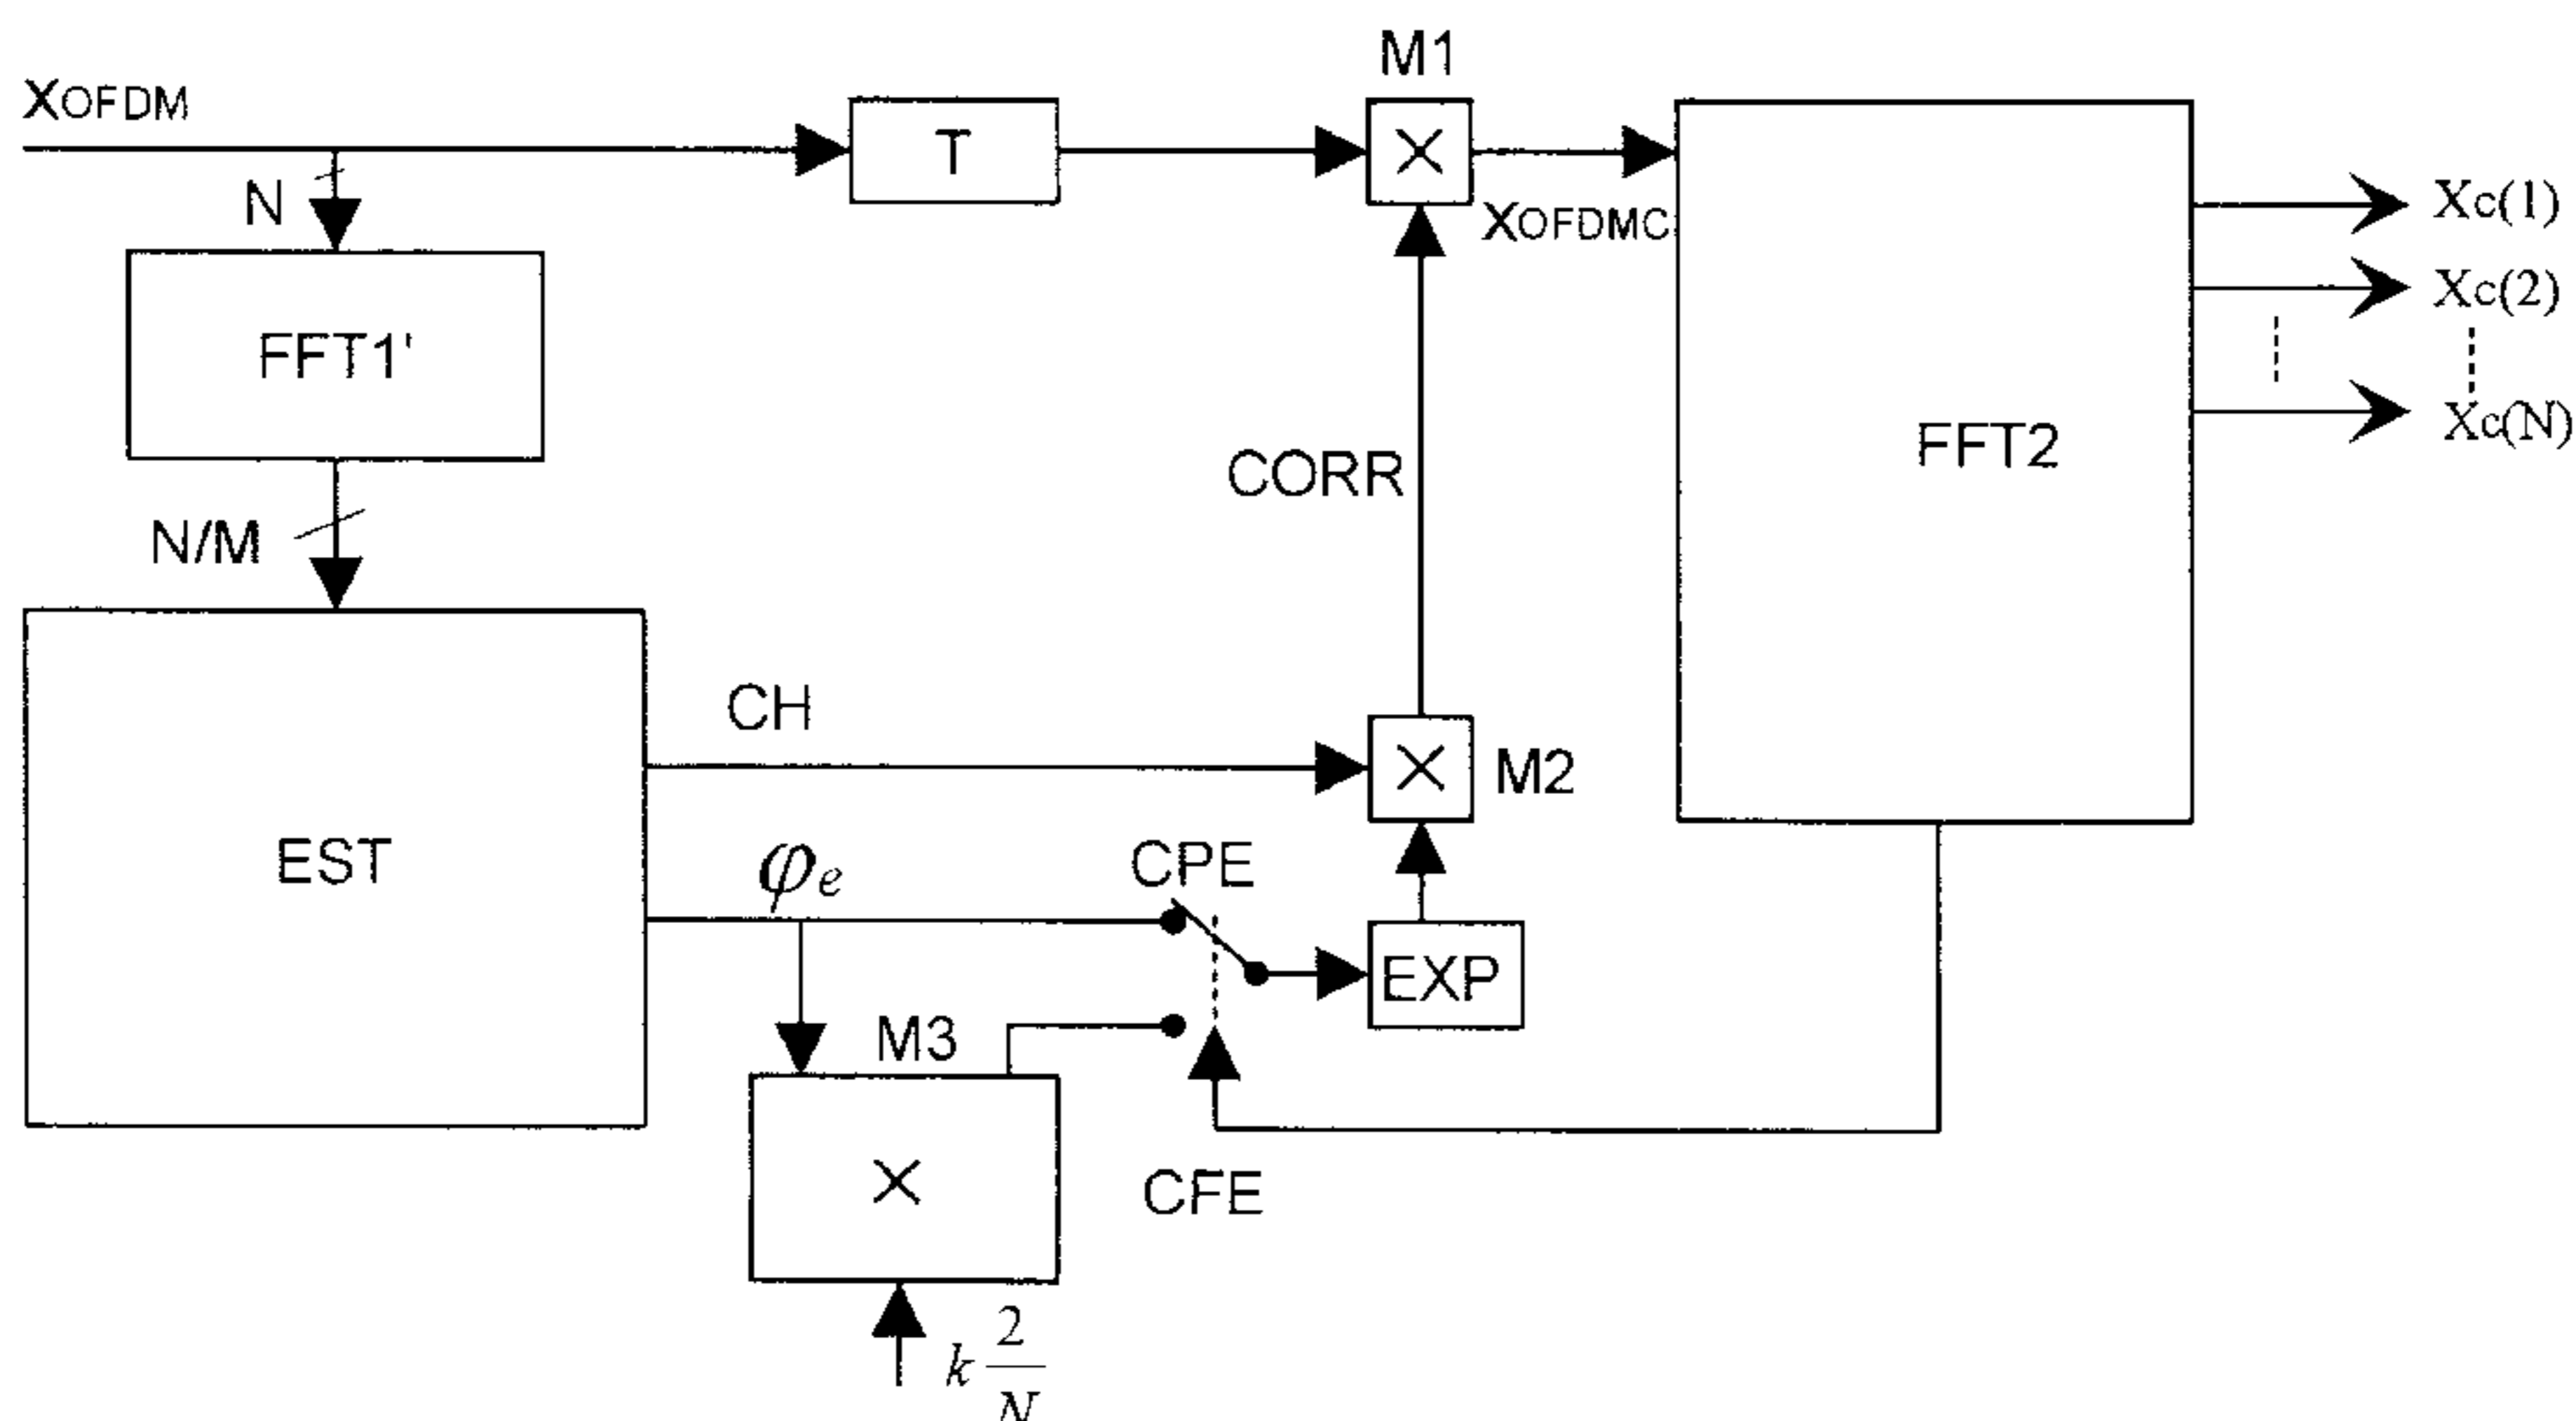 XOFDM
M1
T
×
N
XOFDMC
Xc(1)
Xc(2)
Xc(N)
FFT1'
FFT2
CORR
N/M
CH
×
M2
EST
φe
CPE
EXP
M3
×
CFE
k 2/N